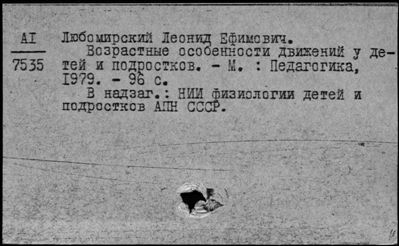 АI Любомирский Леонид Ефимович.
Возрастные особенности движений у де-
7535 тей и подростков. - М. : Педагогика,
1979. - 96 с.
В надзаг.: НИИ физиологии детей и
подростков АПН СССР.